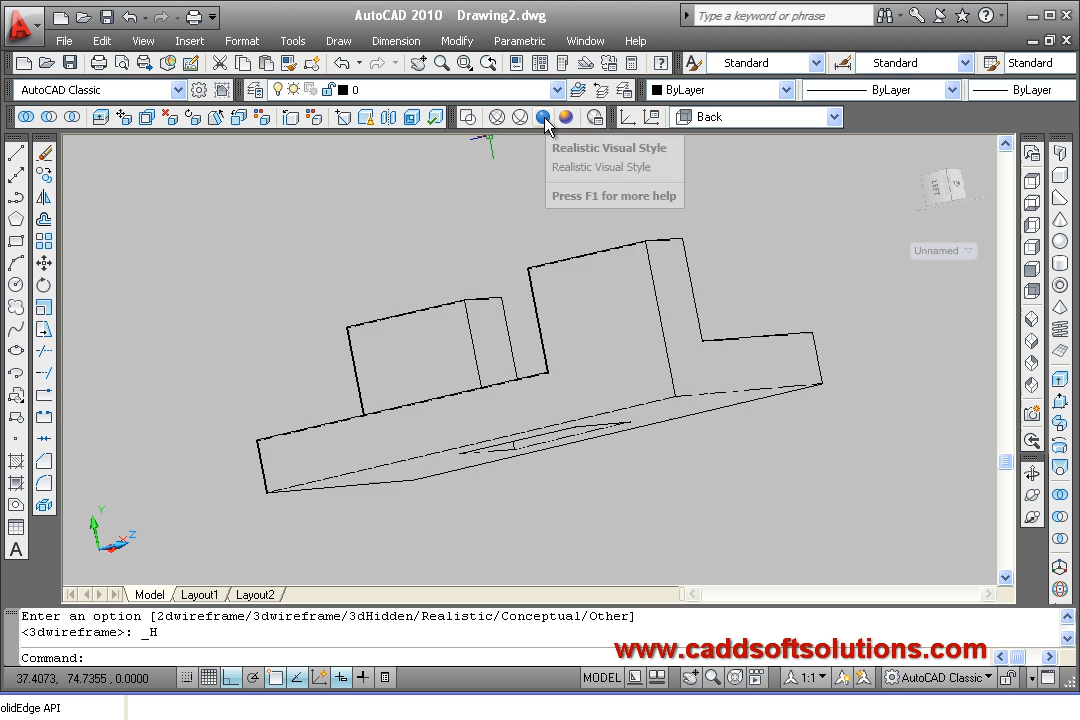 AutoCAD 2010 Drawing2.dwg
Type a keyword or phrase
File Edit View Insert Format Tools Draw Dimension Modify Parametric Window Help
Standard Standard Standard
AutoCAD Classic 0 ByLayer ByLayer ByLayer
Back
Realistic Visual Style
Realistic Visual Style
Press F1 for more help
LEFT
Unnamed
Y
X
Z
A
Model Layout1 Layout2
Enter an option [2dwireframe/3dwireframe/3dHidden/Realistic/Conceptual/Other]
<3dwireframe>: _H
www.caddsoftsolutions.com
Command:
37.4073, 74.7355, 0.0000 MODEL 1:1 AutoCAD Classic
olidEdge API